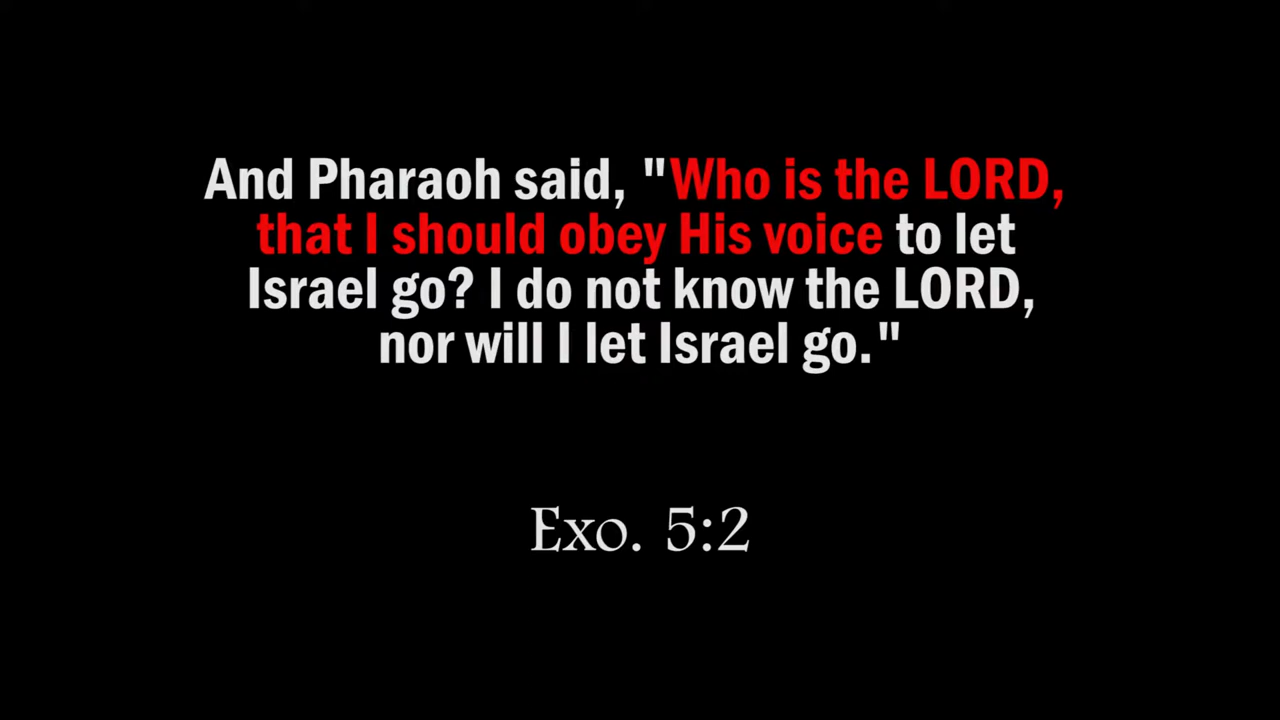 And Pharaoh said, "Who is the LORD,
that I should obey His voice to let
Israel go? I do not know the LORD,
nor will I let Israel go."
Exo. 5:2